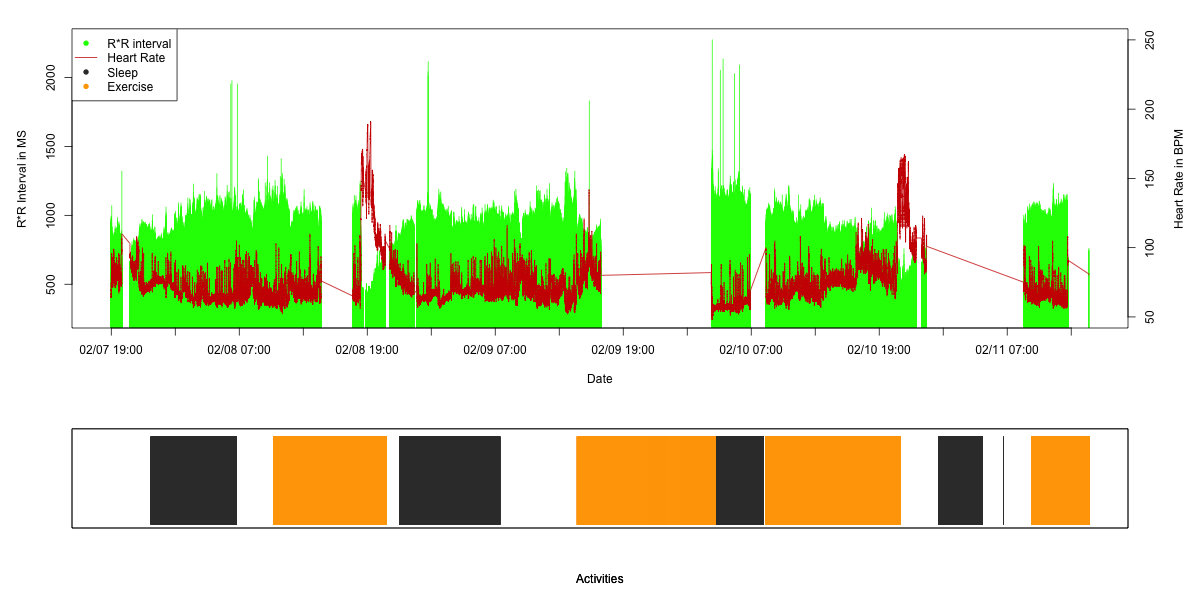 R*R interval
Heart Rate
Sleep
Exercise
R*R Interval in MS
500
1000
1500
2000
50
100
150
200
250
Heart Rate in BPM
02/07 19:00
02/08 07:00
02/08 19:00
02/09 07:00
02/09 19:00
02/10 07:00
02/10 19:00
02/11 07:00
Date
Activities